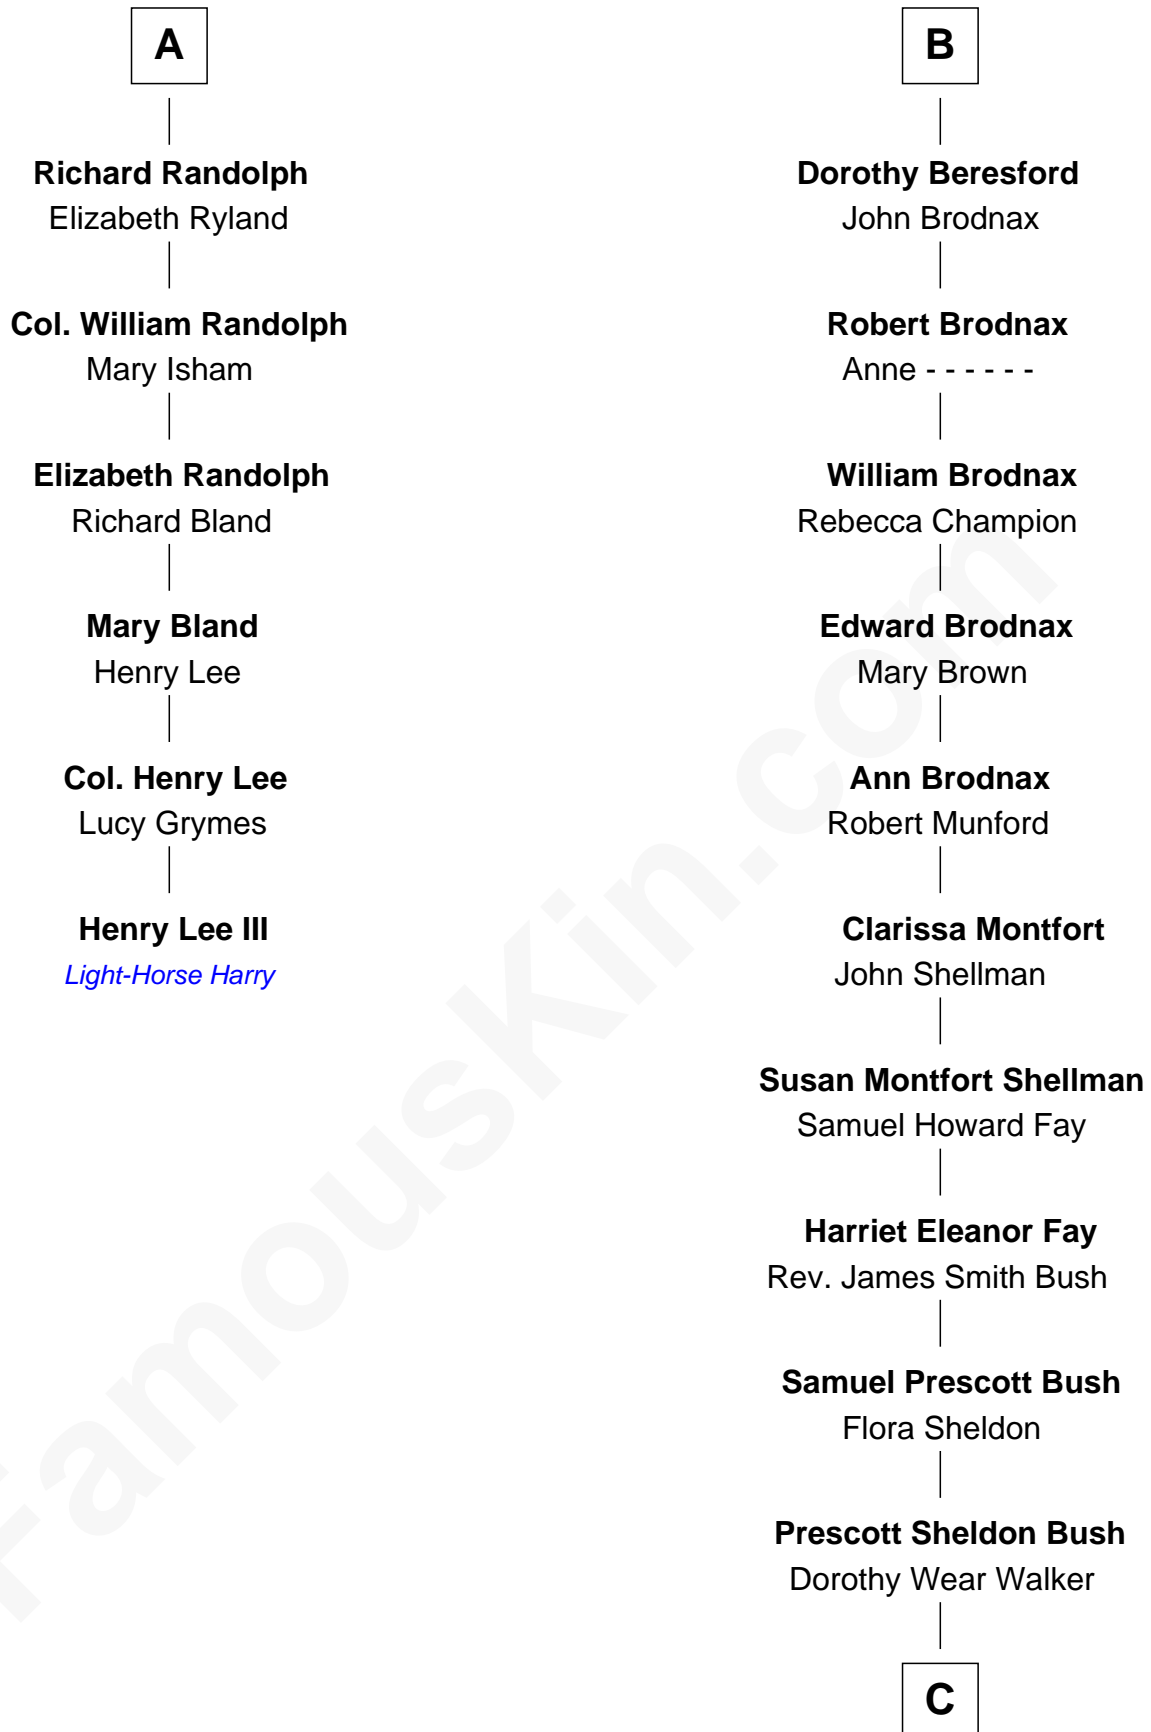 A
Richard Randolph
Elizabeth Ryland
Col. William Randolph
Mary Isham
Elizabeth Randolph
Richard Bland
Mary Bland
Henry Lee
Col. Henry Lee
Lucy Grymes
Henry Lee III
Light-Horse Harry
B
Dorothy Beresford
John Brodnax
Robert Brodnax
Anne - - - - - -
William Brodnax
Rebecca Champion
Edward Brodnax
Mary Brown
Ann Brodnax
Robert Munford
Clarissa Montfort
John Shellman
Susan Montfort Shellman
Samuel Howard Fay
Harriet Eleanor Fay
Rev. James Smith Bush
Samuel Prescott Bush
Flora Sheldon
Prescott Sheldon Bush
Dorothy Wear Walker
C
FamousKin.com